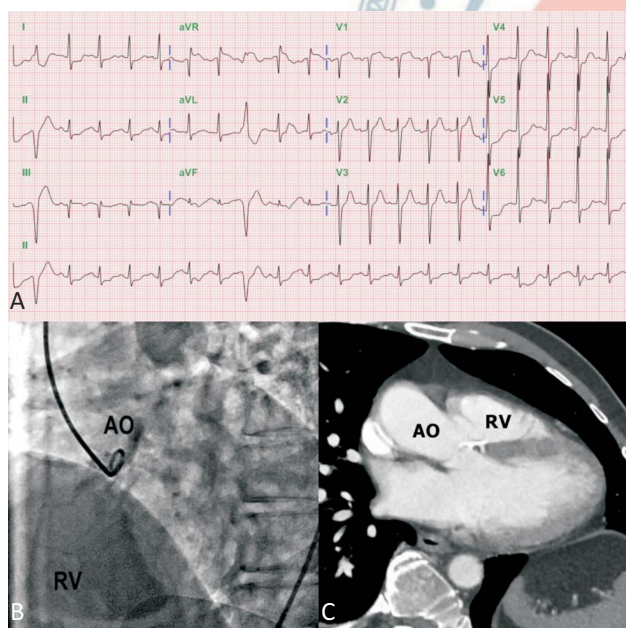 I aVR V1 V4
II aVL V2 V5
III aVF V3 V6
II
A
AO
RV
B
AO RV
C